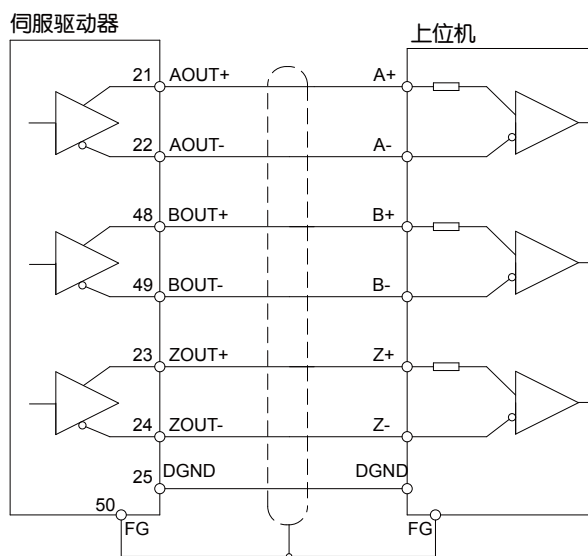 伺服驱动器
上位机
21 AOUT+ A+
22 AOUT- A-
48 BOUT+ B+
49 BOUT- B-
23 ZOUT+ Z+
24 ZOUT- Z-
25 DGND DGND
50 FG FG